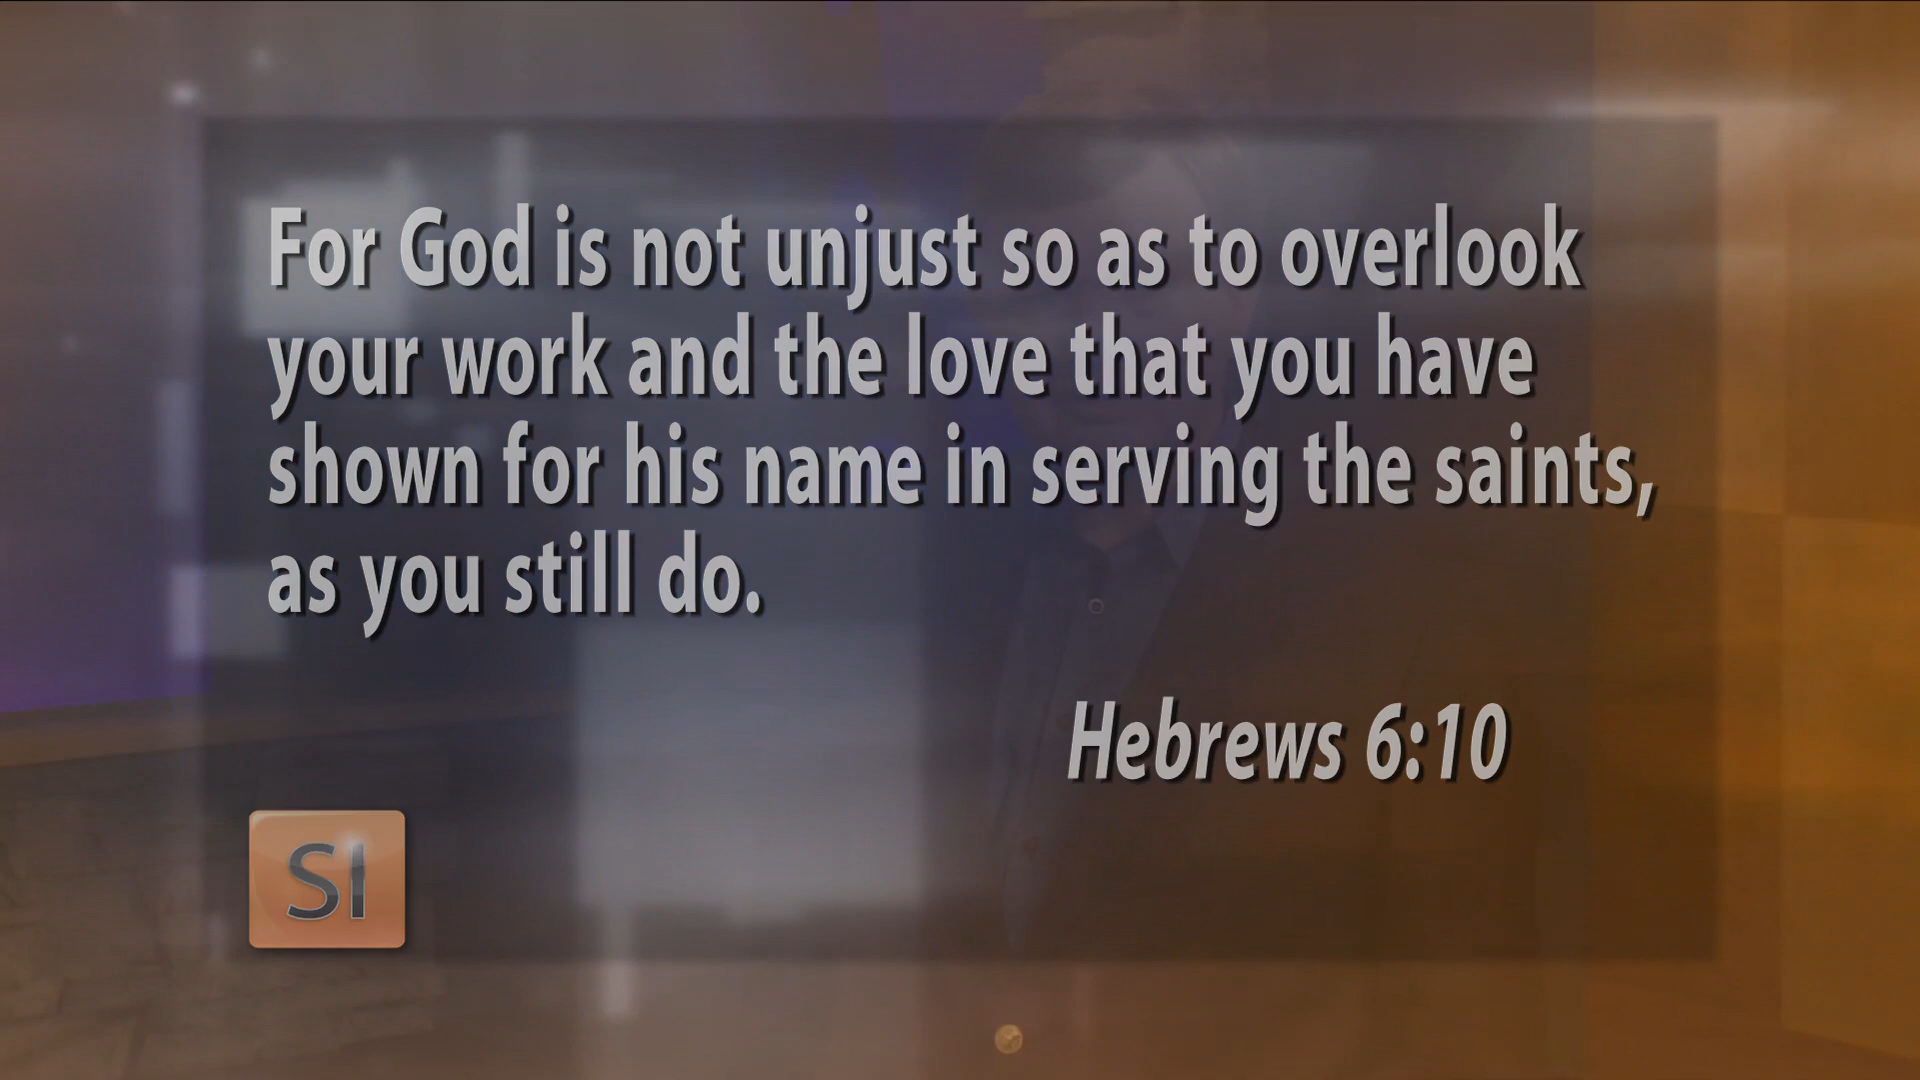 For God is not unjust so as to overlook
your work and the love that you have
shown for his name in serving the saints,
as you still do.
Hebrews 6:10
SI